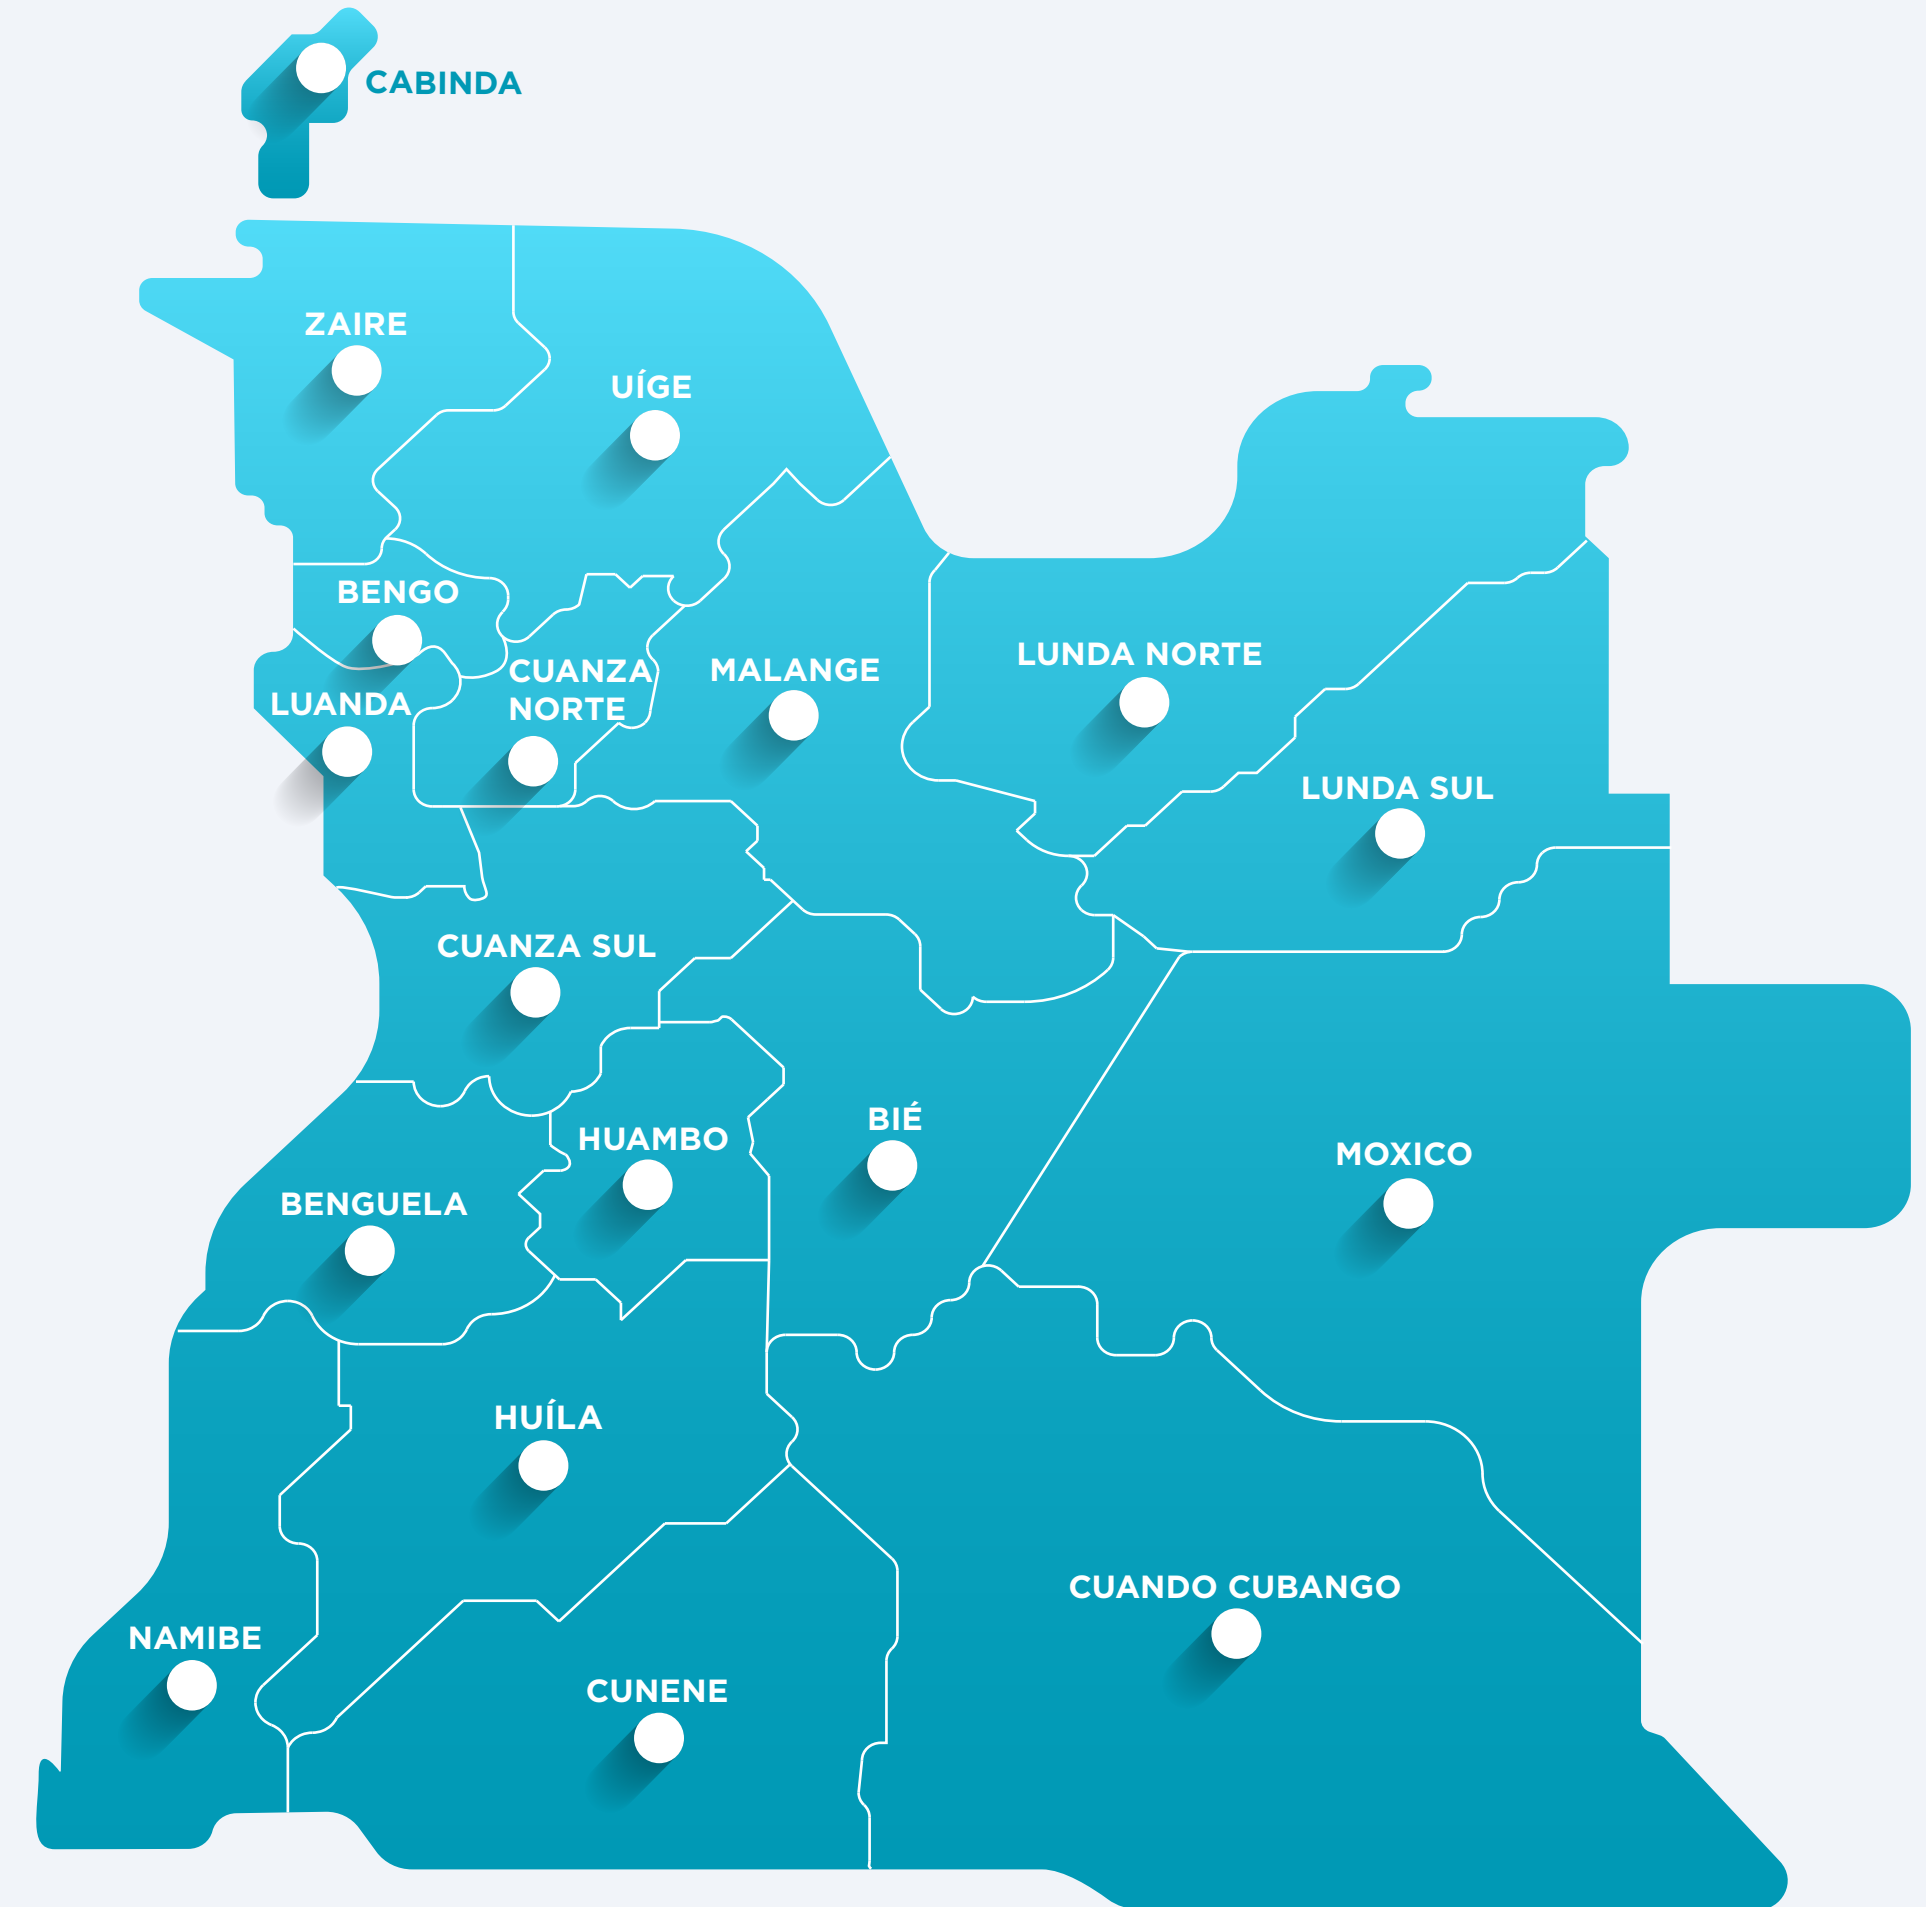 CABINDA
ZAIRE
UÍGE
BENGO
LUANDA
CUANZA
NORTE
MALANGE
LUNDA NORTE
LUNDA SUL
CUANZA SUL
HUAMBO
BIÉ
MOXICO
BENGUELA
HUÍLA
CUANDO CUBANGO
NAMIBE
CUNENE